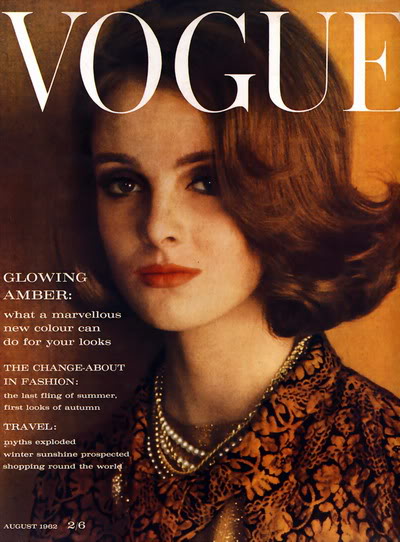 VOGUE
GLOWING
AMBER:
what a marvellous
new colour can
do for your looks
THE CHANGE-ABOUT
IN FASHION:
the last fling of summer,
first looks of autumn
TRAVEL:
myths exploded
winter sunshine prospected
shopping round the world
AUGUST 1962 2/6